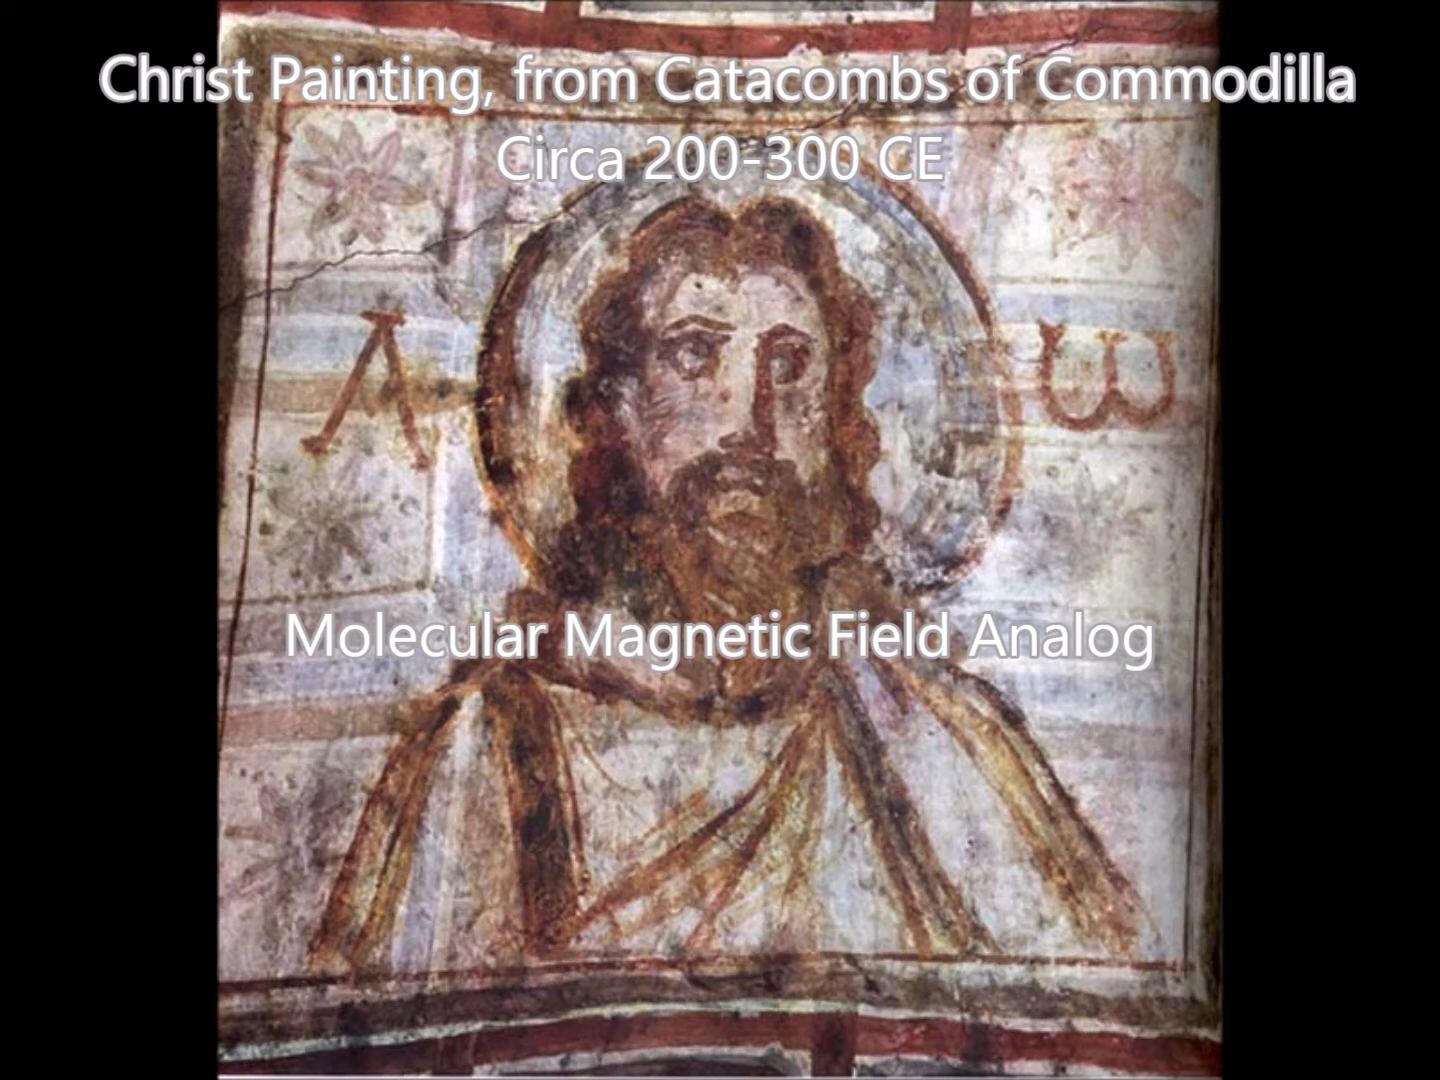 Christ Painting, from Catacombs of Commodilla
Circa 200-300 CE
Α ω
Molecular Magnetic Field Analog